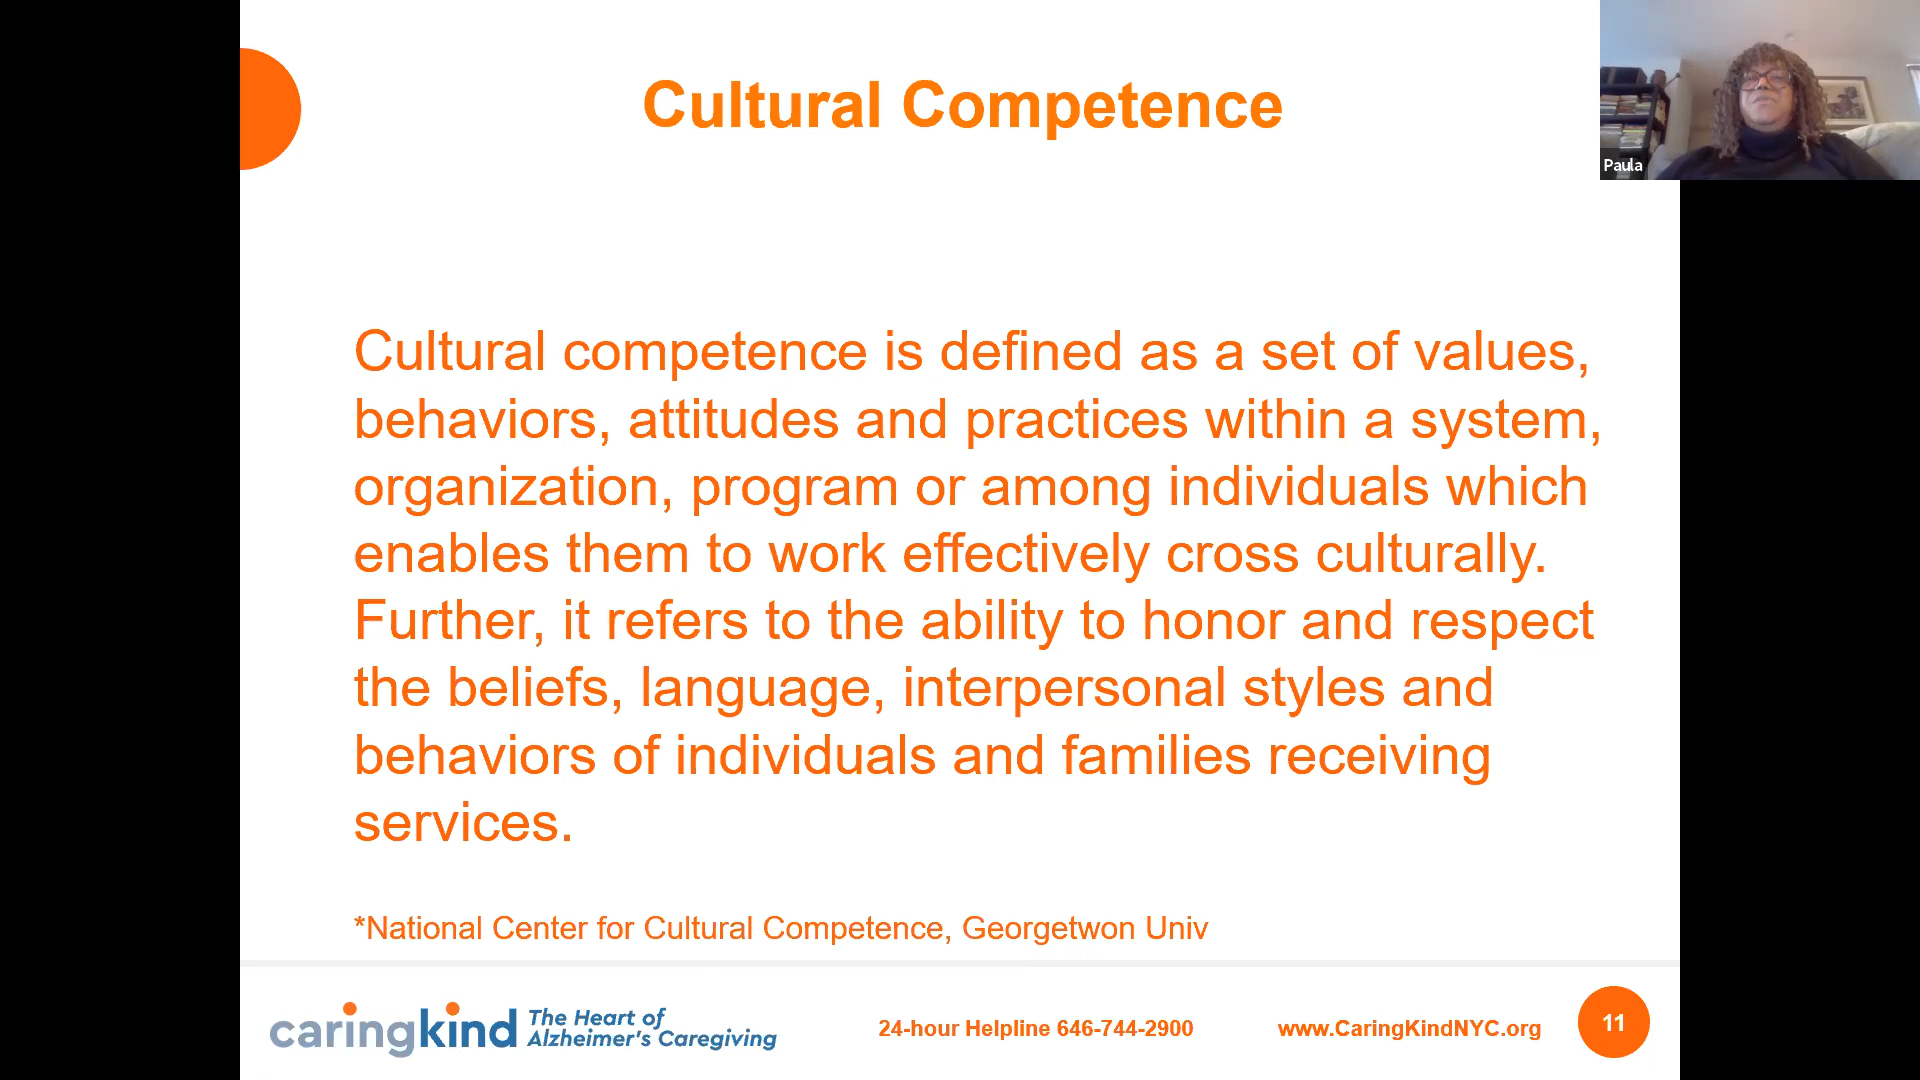 Cultural Competence
Paula
Cultural competence is defined as a set of values,
behaviors, attitudes and practices within a system,
organization, program or among individuals which
enables them to work effectively cross culturally.
Further, it refers to the ability to honor and respect
the beliefs, language, interpersonal styles and
behaviors of individuals and families receiving
services.
*National Center for Cultural Competence, Georgetwon Univ
caringkind
The Heart of
Alzheimer's Caregiving
24-hour Helpline 646-744-2900
www.CaringKindNYC.org
11